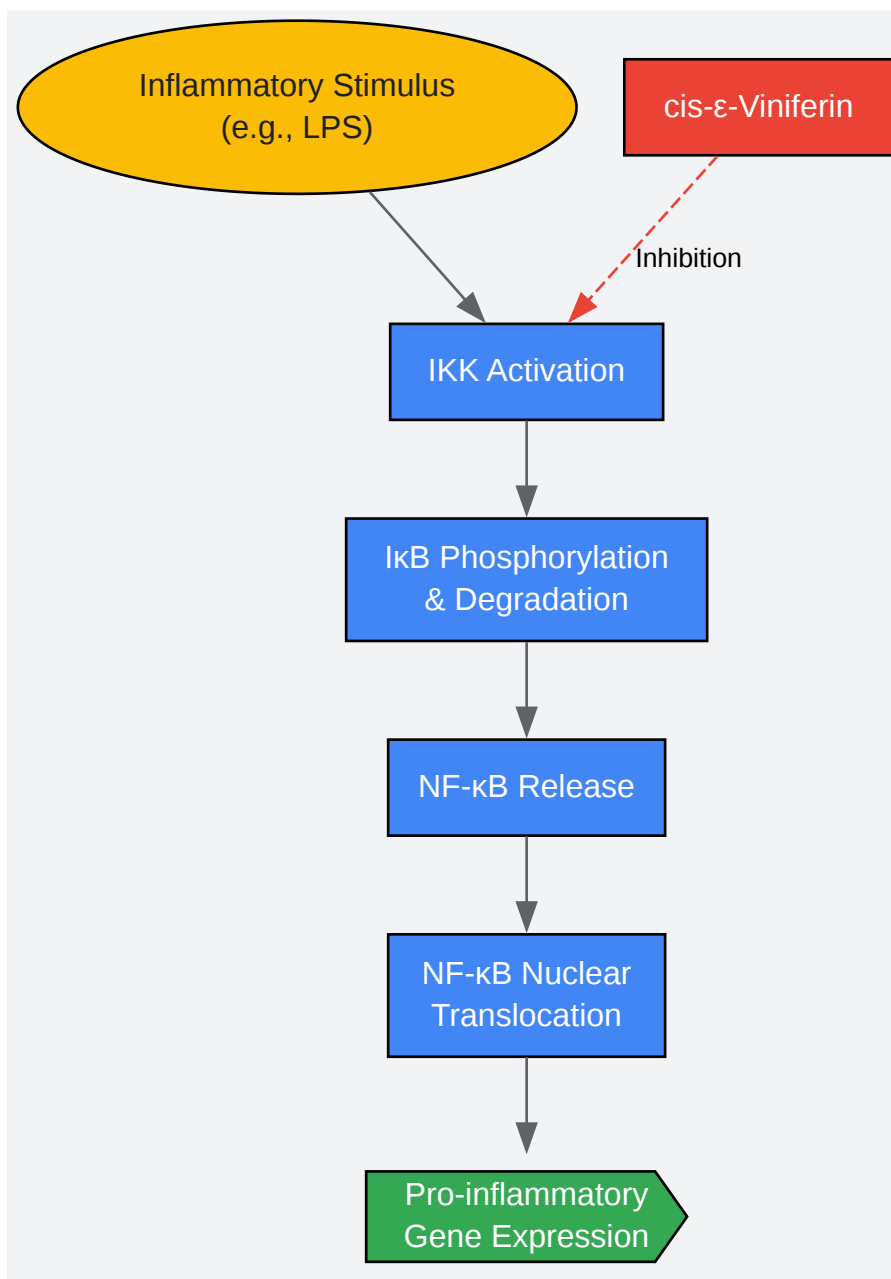 Inflammatory Stimulus
(e.g., LPS)
cis-ε-Viniferin
Inhibition
IKK Activation
IκB Phosphorylation
& Degradation
NF-κB Release
NF-κB Nuclear
Translocation
Pro-inflammatory
Gene Expression